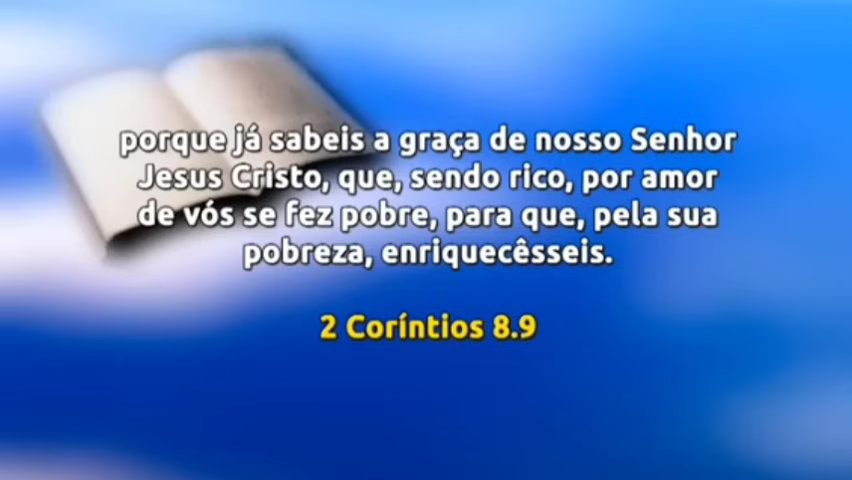 porque já sabeis a graça de nosso Senhor
Jesus Cristo, que, sendo rico, por amor
de vós se fez pobre, para que, pela sua
pobreza, enriquecêsseis.
2 Coríntios 8.9